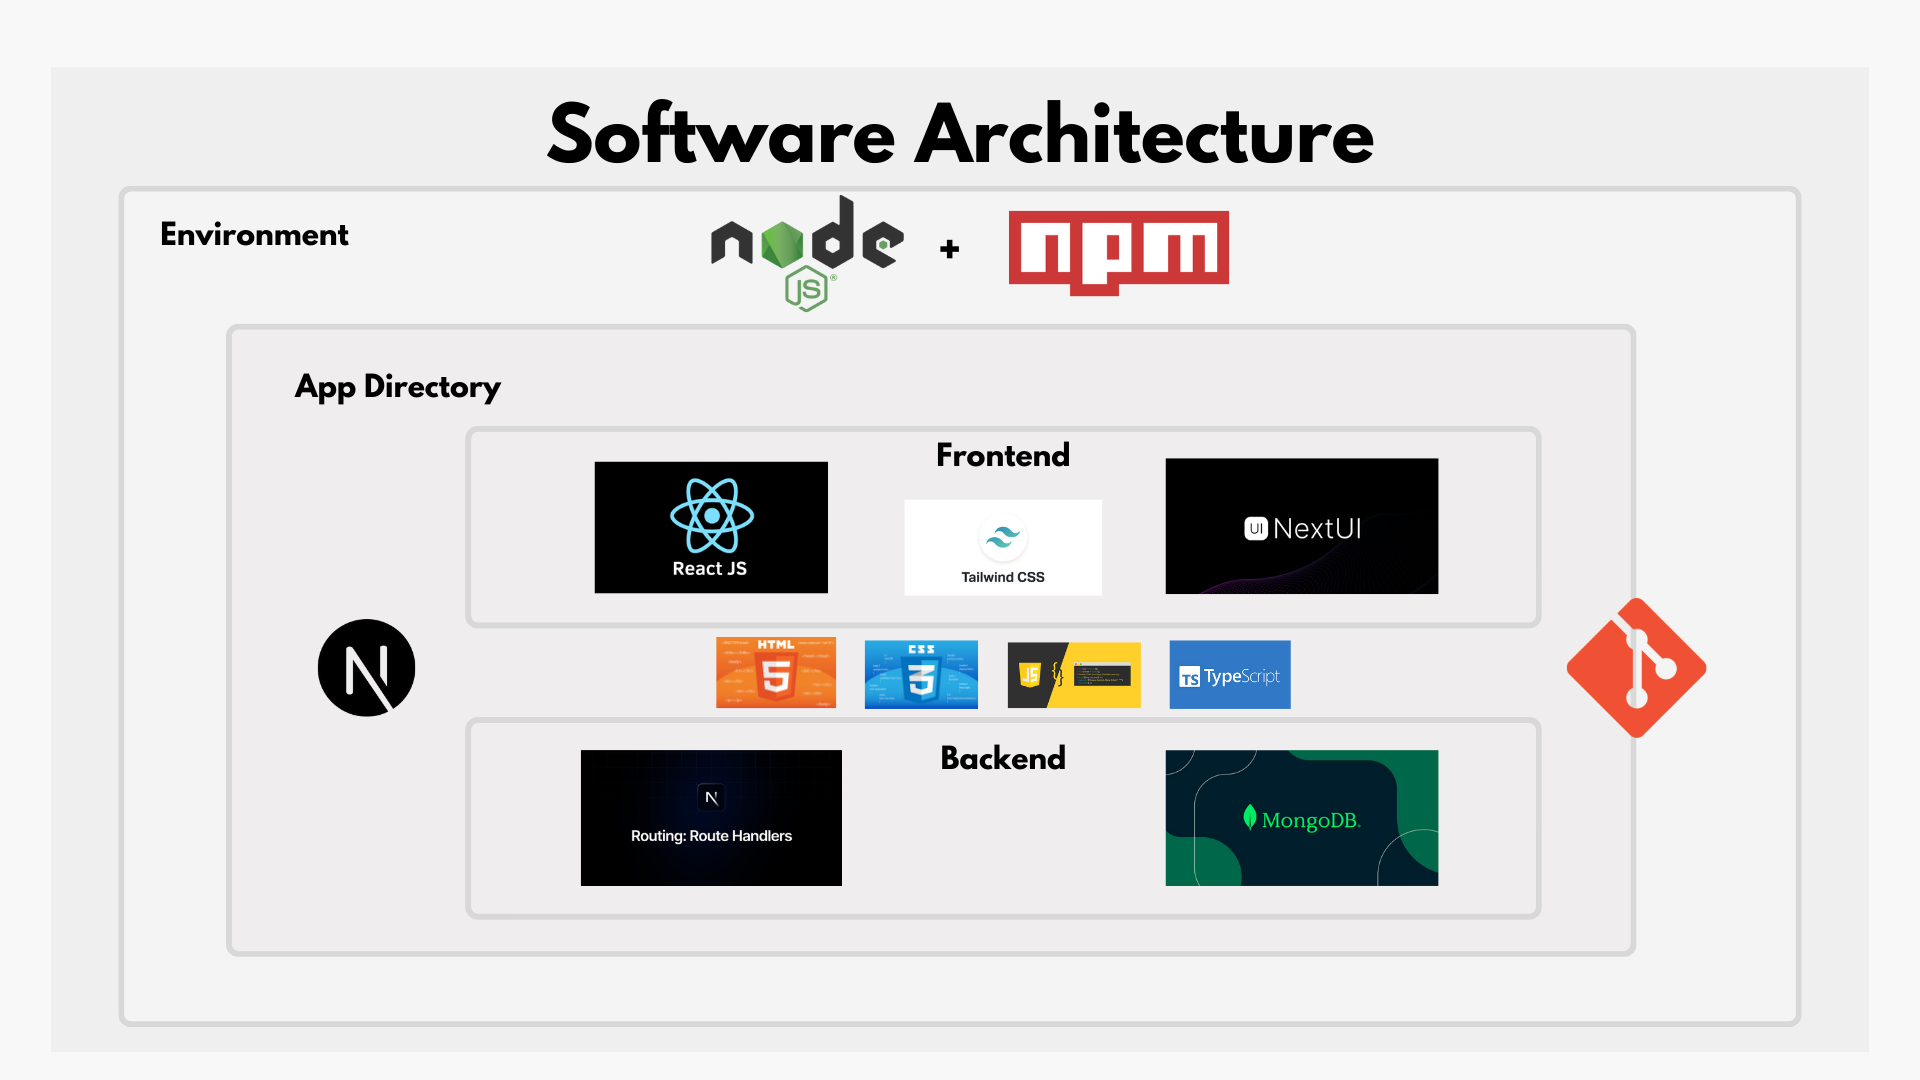 Software Architecture
Environment
node
JS
+
npm
App Directory
Frontend
React JS
Tailwind CSS
UI NextUI
N
HTML
5
CSS
3
JS
{}
TS TypeScript
Backend
N
Routing: Route Handlers
MongoDB.